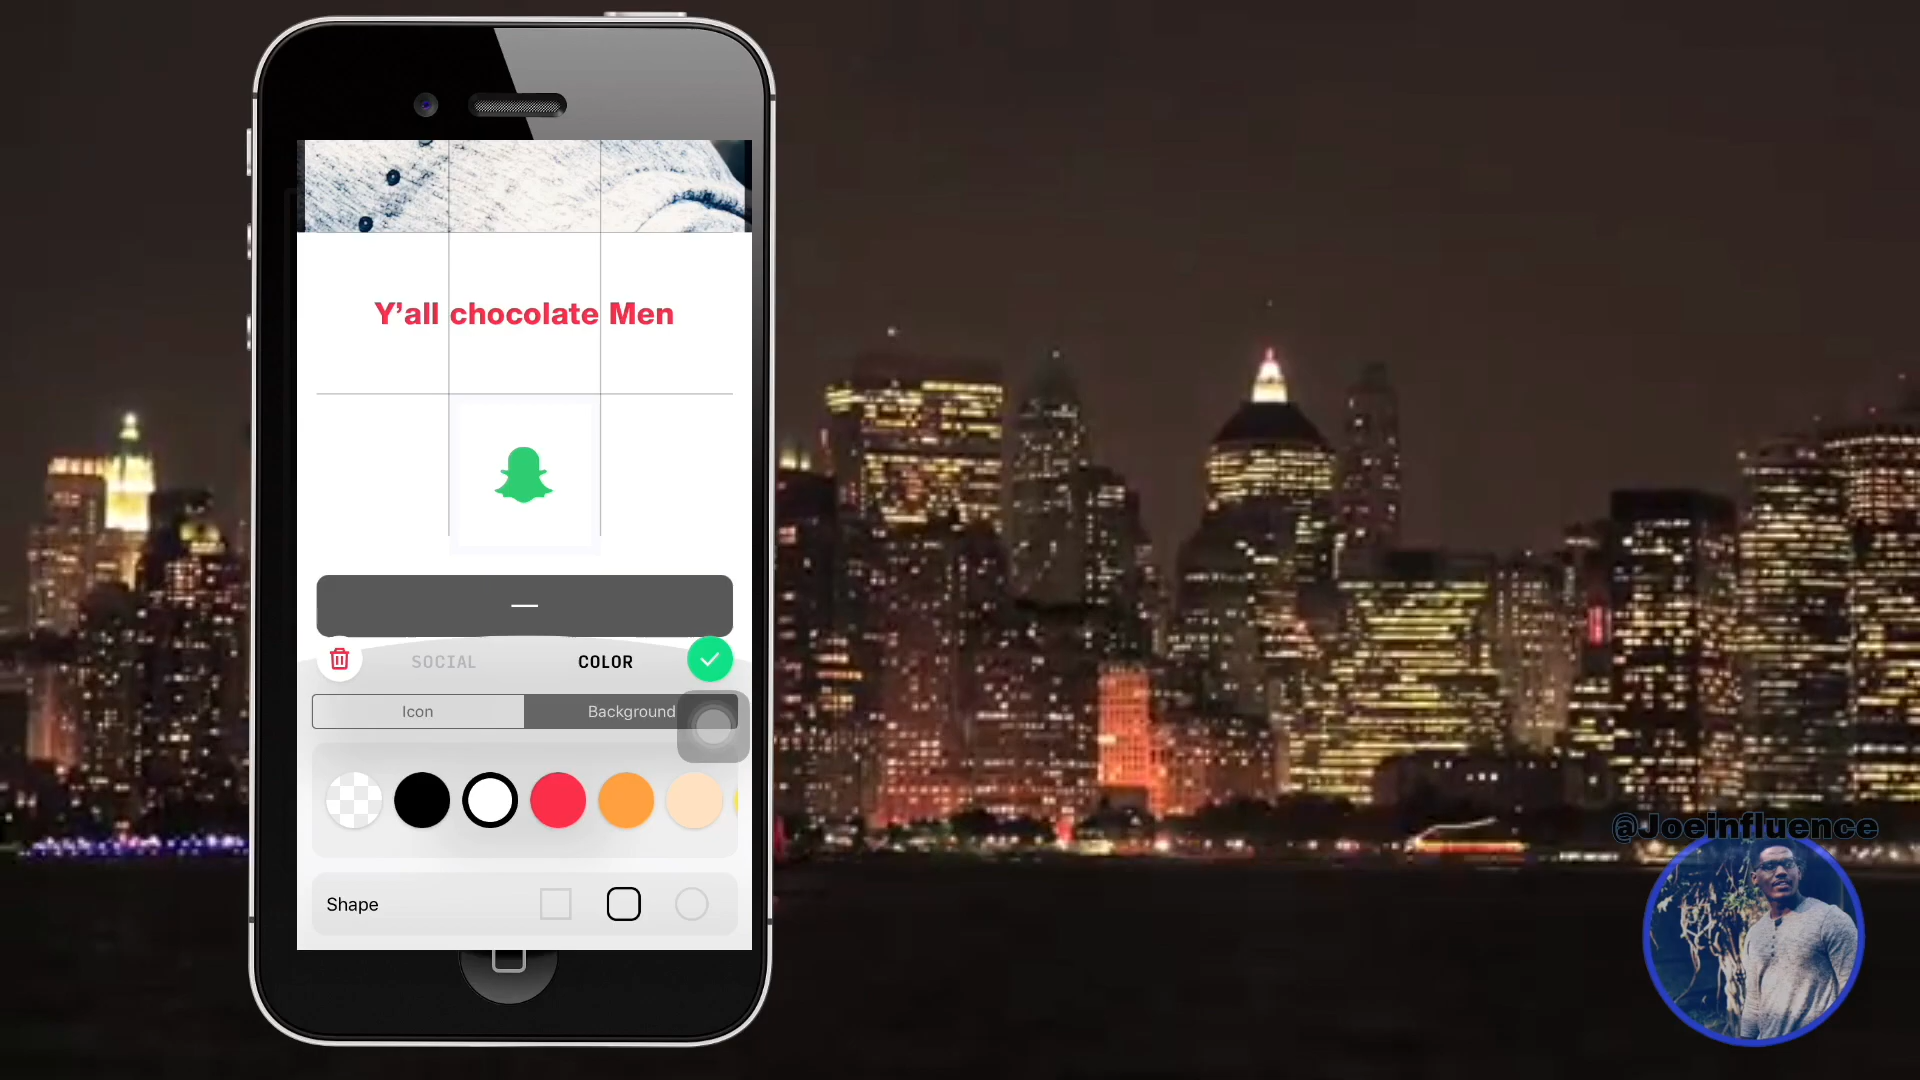 Y’all chocolate Men
SOCIAL
COLOR
Icon
Background
Shape
@Joeinfluence